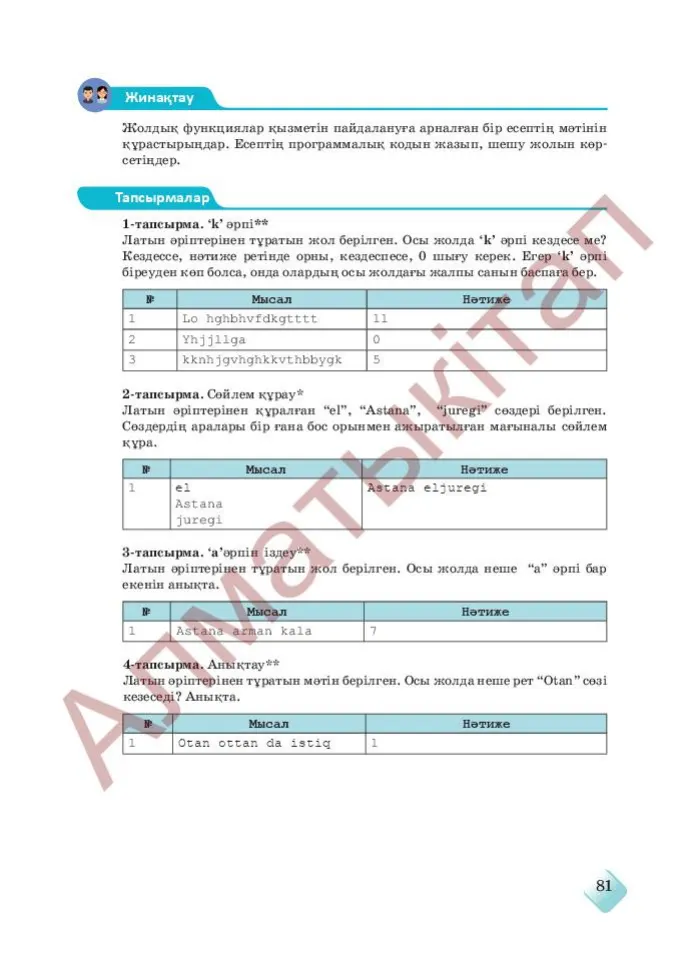 Жинақтау
Жолдық функциялар қызметін пайдалануға арналған бір есептің мәтінін
құрастырыңдар. Есептің программалық кодын жазып, шешу жолын көр-
сетіңдер.
Тапсырмалар
1-тапсырма. ‘k’ әрпі**
Латын әріптерінен тұратын жол берілген. Осы жолда ‘k’ әрпі кездесе ме?
Кездессе, нәтиже ретінде орны, кездеспесе, 0 шығу керек. Егер ‘k’ әрпі
біреуден көп болса, онда олардың осы жолдағы жалпы санын баспаға бер.
№ Мысал Нәтиже
1 Lo hghbhvfdkgtttt 11
2 Yhjjllga 0
3 kknhjgvhghkkvthbbygk 5
2-тапсырма. Сөйлем құрау*
Латын әріптерінен құралған “el”, “Astana”, “juregi” сөздері берілген.
Сөздердің аралары бір ғана бос орынмен ажыратылған мағыналы сөйлем
құра.
№ Мысал Нәтиже
1 el Astana eljuregi
Astana
juregi
3-тапсырма. ‘a’әрпін іздеу**
Латын әріптерінен тұратын жол берілген. Осы жолда неше “a” әрпі бар
екенін анықта.
№ Мысал Нәтиже
1 Astana arman kala 7
4-тапсырма. Анықтау**
Латын әріптерінен тұратын мәтін берілген. Осы жолда неше рет “Otan” сөзі
кезеседі? Анықта.
№ Мысал Нәтиже
1 Otan ottan da istiq 1
81
Алматыкітап